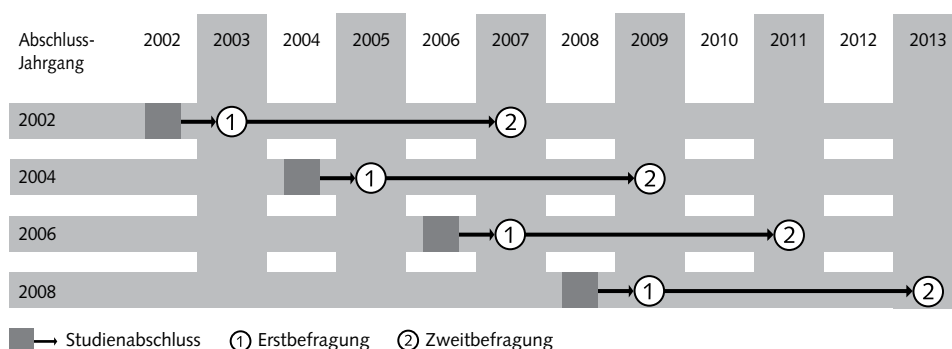 Abschluss- 2002 2003 2004 2005 2006 2007 2008 2009 2010 2011 2012 2013
Jahrgang
2002 1 2
2004 1 2
2006 1 2
2008 1 2
Studienabschluss 1 Erstbefragung 2 Zweitbefragung